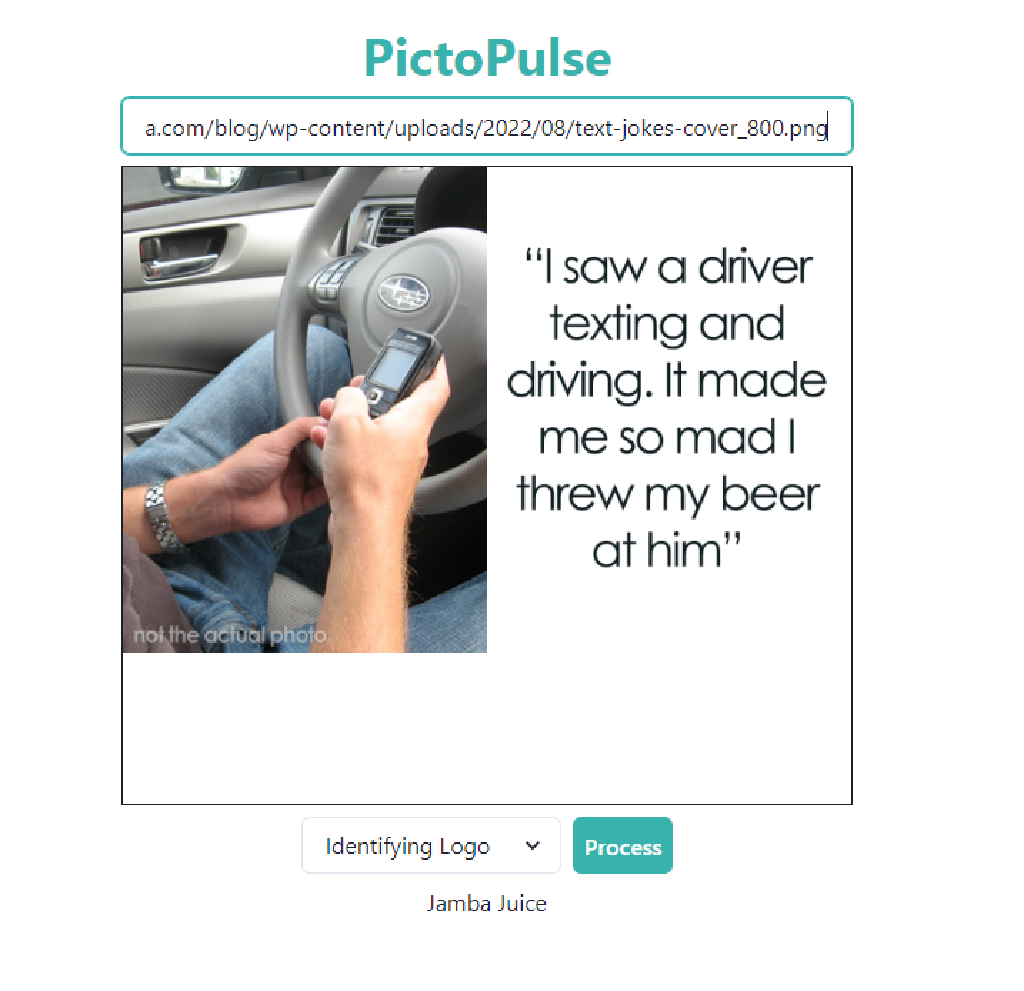 PictoPulse
a.com/blog/wp-content/uploads/2022/08/text-jokes-cover_800.png
“I saw a driver
texting and
driving. It made
me so mad I
threw my beer
at him”
not the actual photo
Identifying Logo
Process
Jamba Juice